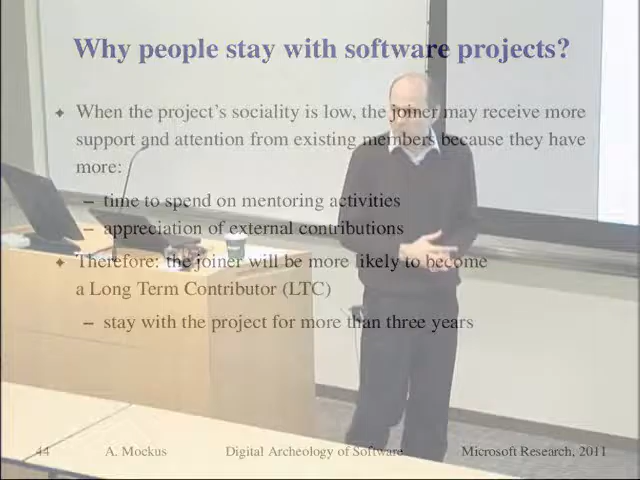 Why people stay with software projects?
✦ When the project's sociality is low, the joiner may receive more
support and attention from existing members because they have
more:
– time to spend on mentoring activities
– appreciation of external contributions
✦ Therefore: the joiner will be more likely to become
a Long Term Contributor (LTC)
– stay with the project for more than three years
44 A. Mockus Digital Archeology of Software Microsoft Research, 2011